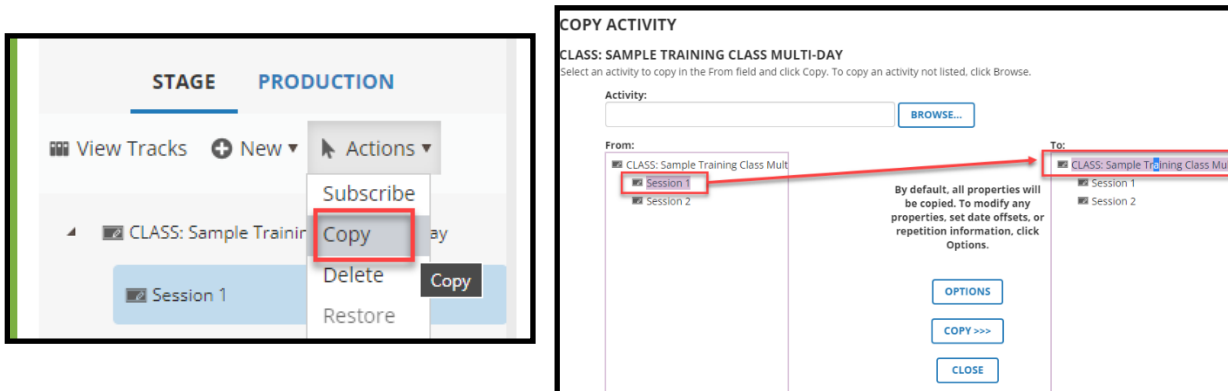 STAGE PRODUCTION
View Tracks New Actions
Subscribe
CLASS: Sample Trainin Copy ay
Delete Copy
Session 1
Restore
COPY ACTIVITY
CLASS: SAMPLE TRAINING CLASS MULTI-DAY
Select an activity to copy in the From field and click Copy. To copy an activity not listed, click Browse.
Activity:
BROWSE...
From:
CLASS: Sample Training Class Mult
Session 1
Session 2
By default, all properties will
be copied. To modify any
properties, set date offsets, or
repetition information, click
Options.
OPTIONS
COPY >>>
CLOSE
To:
CLASS: Sample Training Class Mul
Session 1
Session 2